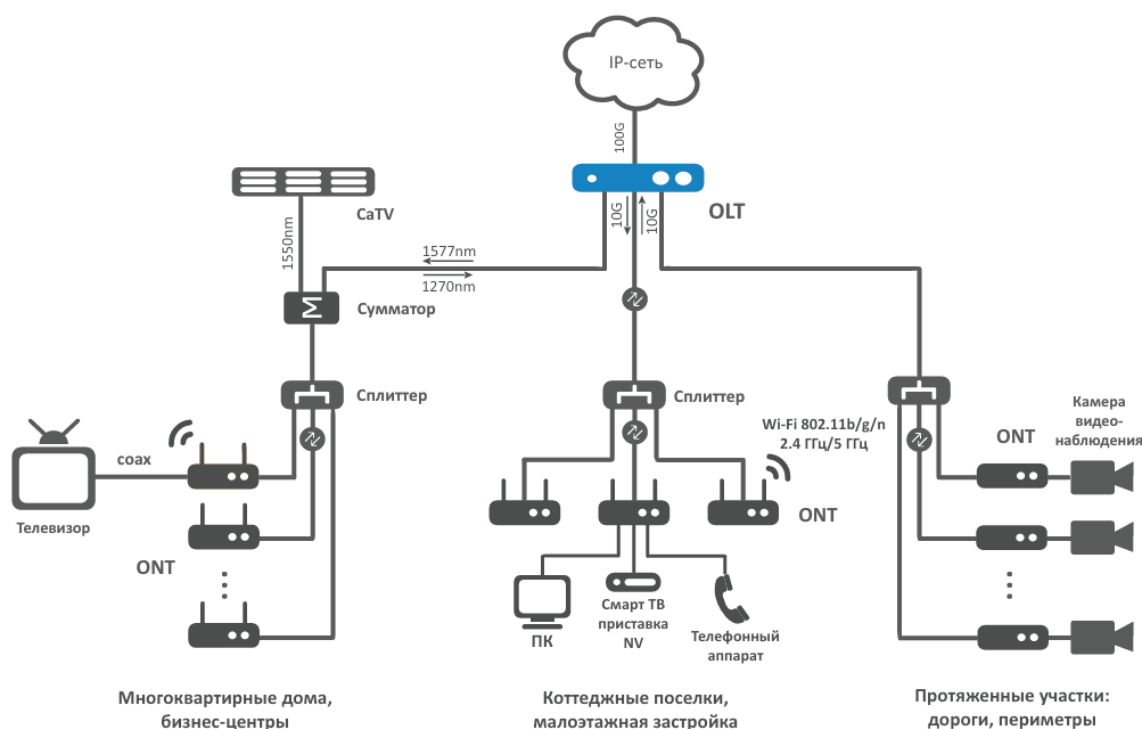 IP-сеть
100G
OLT
10G
10G
CaTV
1550nm
1577nm
1270nm
Сумматор
Сплиттер
Сплиттер
Wi-Fi 802.11b/g/n
2.4 ГГц/5 ГГц
Камера
видео-
наблюдения
ONT
coax
Телевизор
ONT
ONT
ПК
Смарт ТВ
приставка
NV
Телефонный
аппарат
Многоквартирные дома,
бизнес-центры
Коттеджные поселки,
малоэтажная застройка
Протяженные участки:
дороги, периметры